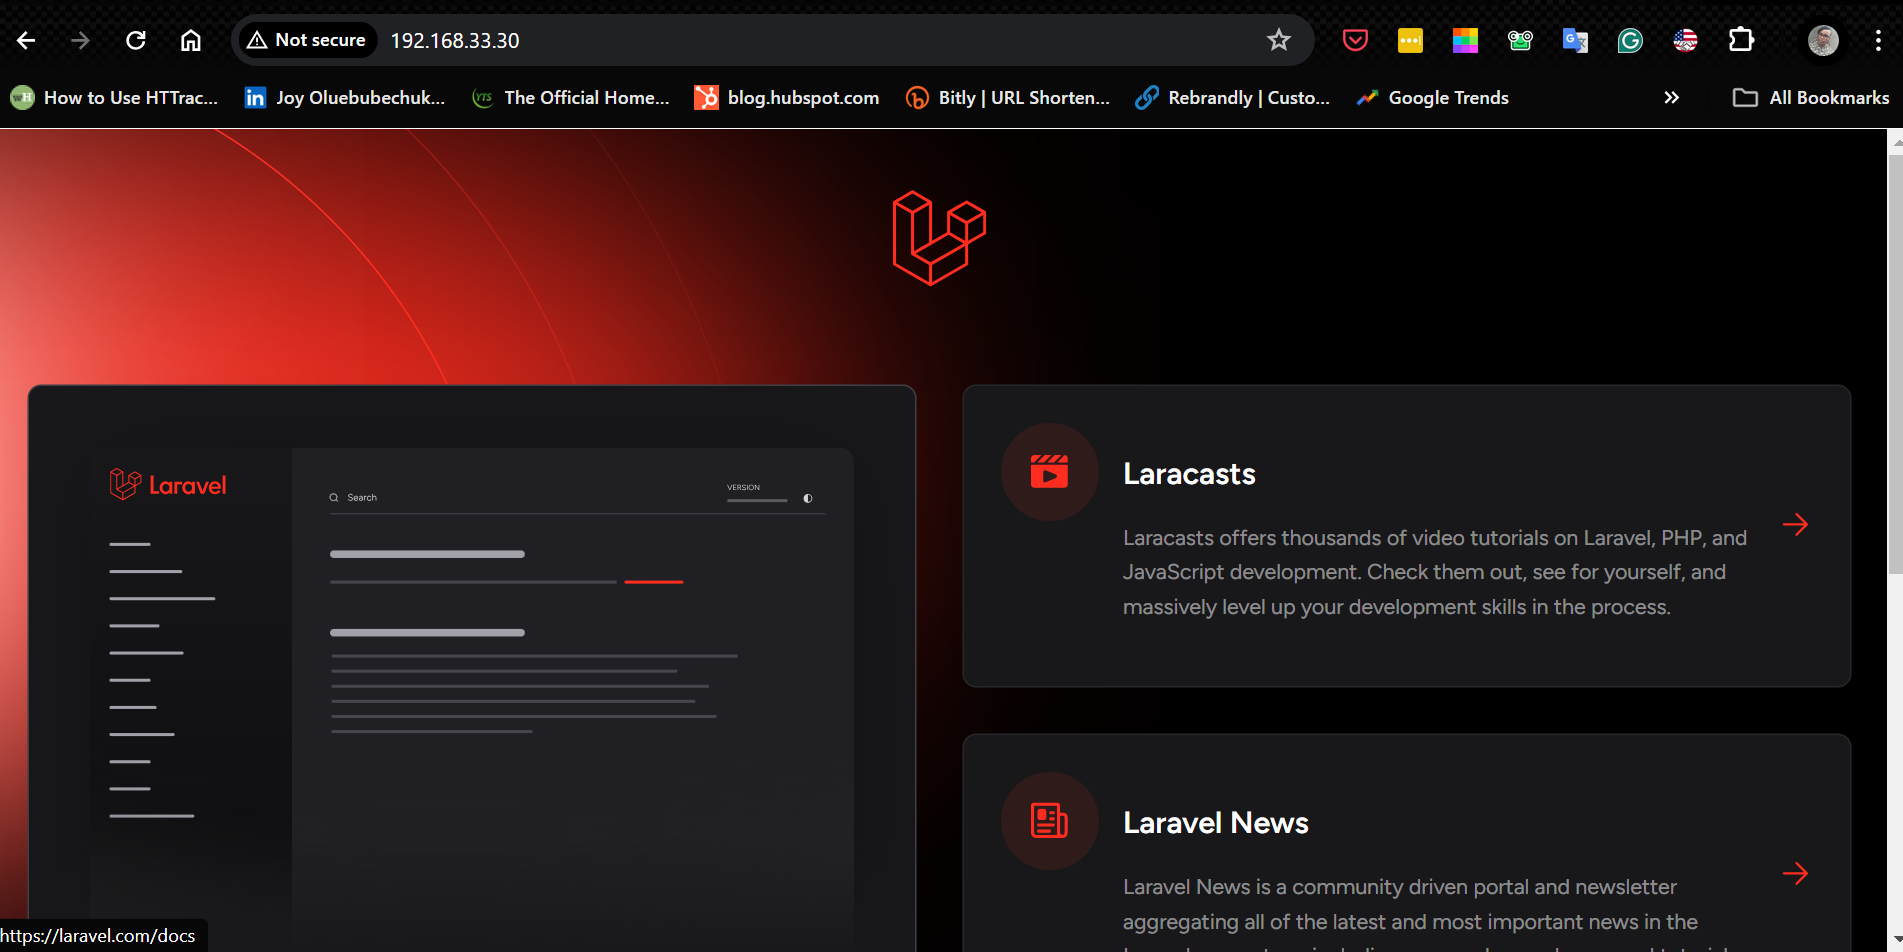 Not secure
192.168.33.30
How to Use HTTrac...
Joy Oluebubechuk...
YTS
The Official Home...
blog.hubspot.com
Bitly | URL Shorten...
Rebrandly | Custo...
Google Trends
All Bookmarks
Laravel
Search
VERSION
Laracasts
Laracasts offers thousands of video tutorials on Laravel, PHP, and
JavaScript development. Check them out, see for yourself, and
massively level up your development skills in the process.
Laravel News
Laravel News is a community driven portal and newsletter
aggregating all of the latest and most important news in the
https://laravel.com/docs